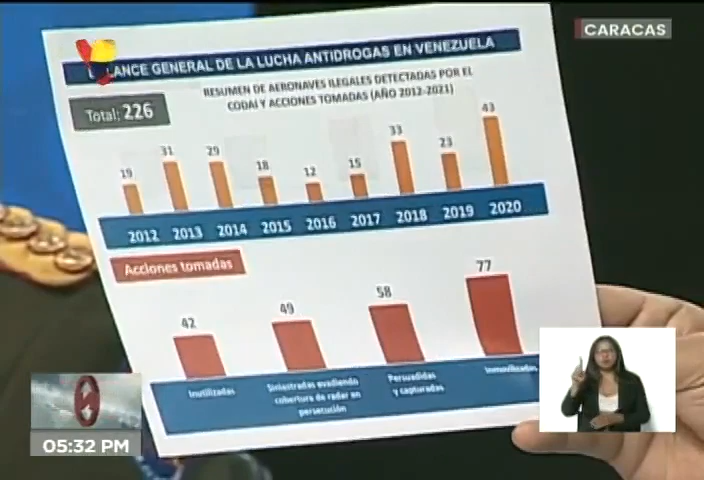 CARACAS
BALANCE GENERAL DE LA LUCHA ANTIDROGAS EN VENEZUELA
RESUMEN DE AERONAVES ILEGALES DETECTADAS POR EL
CODAI Y ACCIONES TOMADAS (AÑO 2012-2021)
Total: 226
19 31 29 18 12 15 33 23 43
2012 2013 2014 2015 2016 2017 2018 2019 2020
Acciones tomadas
42 49 58 77
Inutilizadas
Siniestradas evadiendo
cobertura de radar en
persecución
Persuadidas
y capturadas
Inmovilizadas
05:32 PM